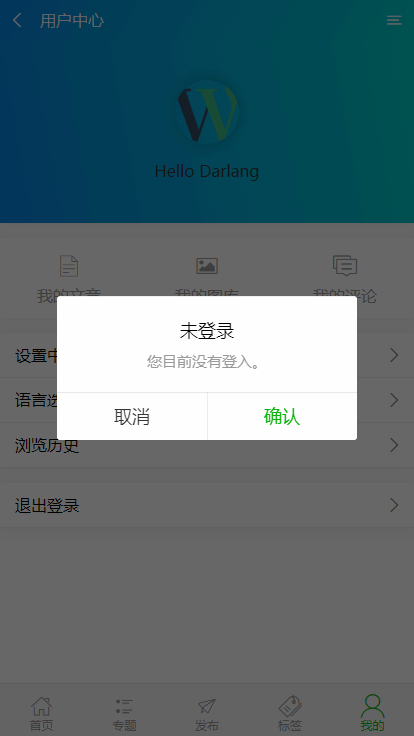 用户中心
Hello Darlang
我的文章
我的图库
我的评论
未登录
您目前没有登入。
取消
确认
设置中
语言选
浏览历史
退出登录
首页
专题
发布
标签
我的